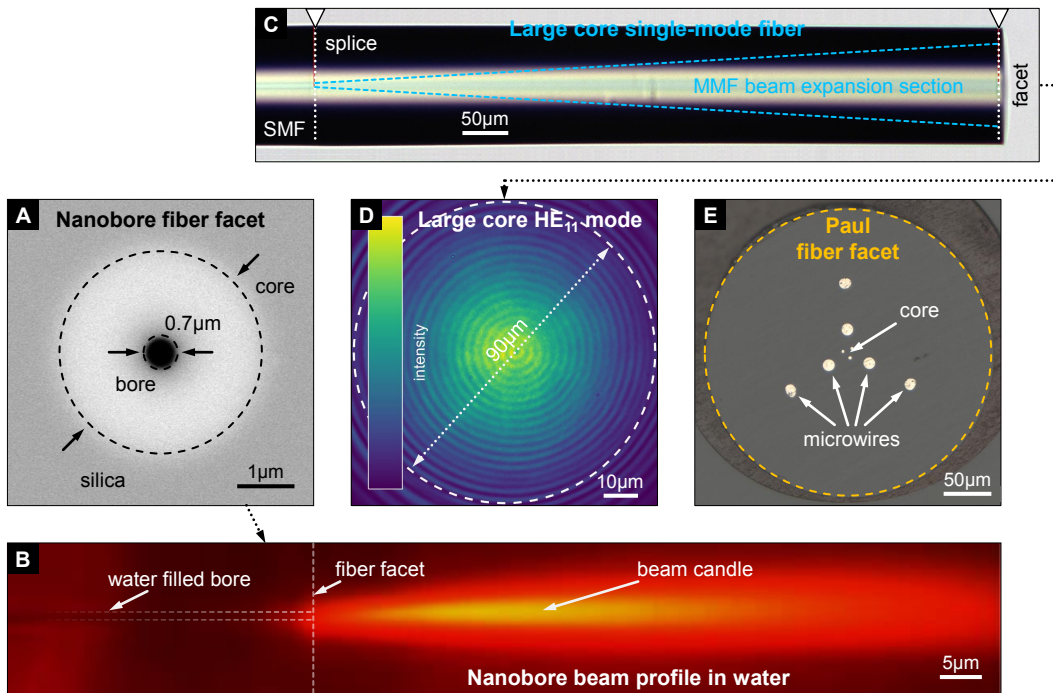 C
splice
Large core single-mode fiber
MMF beam expansion section
SMF
50µm
facet
A
Nanobore fiber facet
core
0.7µm
bore
silica
1µm
D
Large core HE₁₁ mode
intensity
90µm
10µm
E
Paul
fiber facet
core
microwires
50µm
B
water filled bore
fiber facet
beam candle
Nanobore beam profile in water
5µm